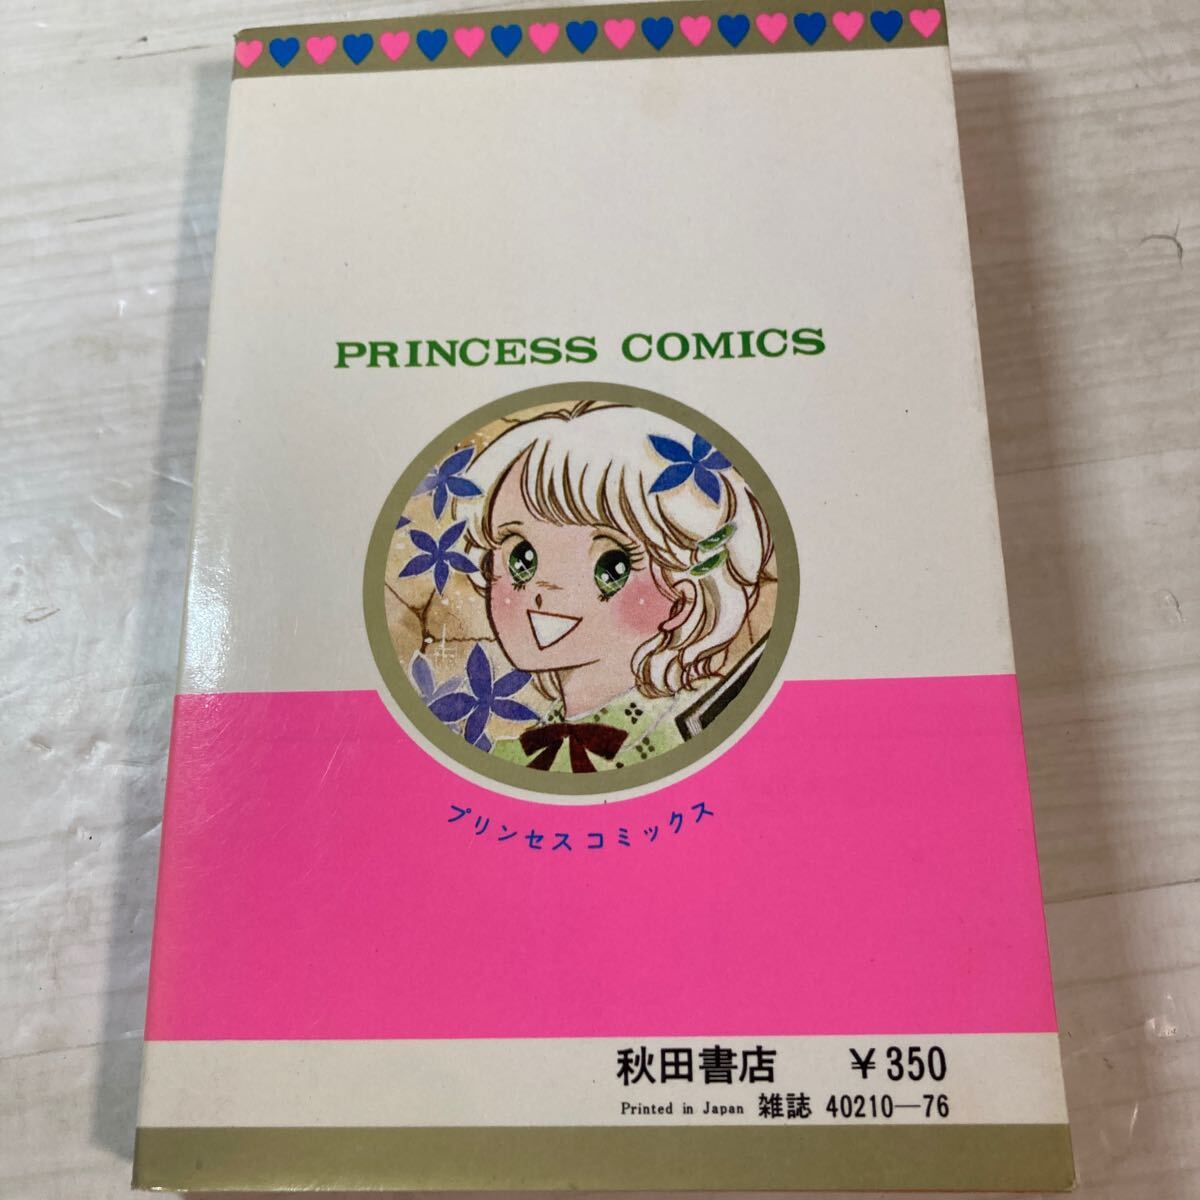 PRINCESS COMICS
プリンセスコミックス
秋田書店 ¥350
Printed in Japan 雑誌 40210-76